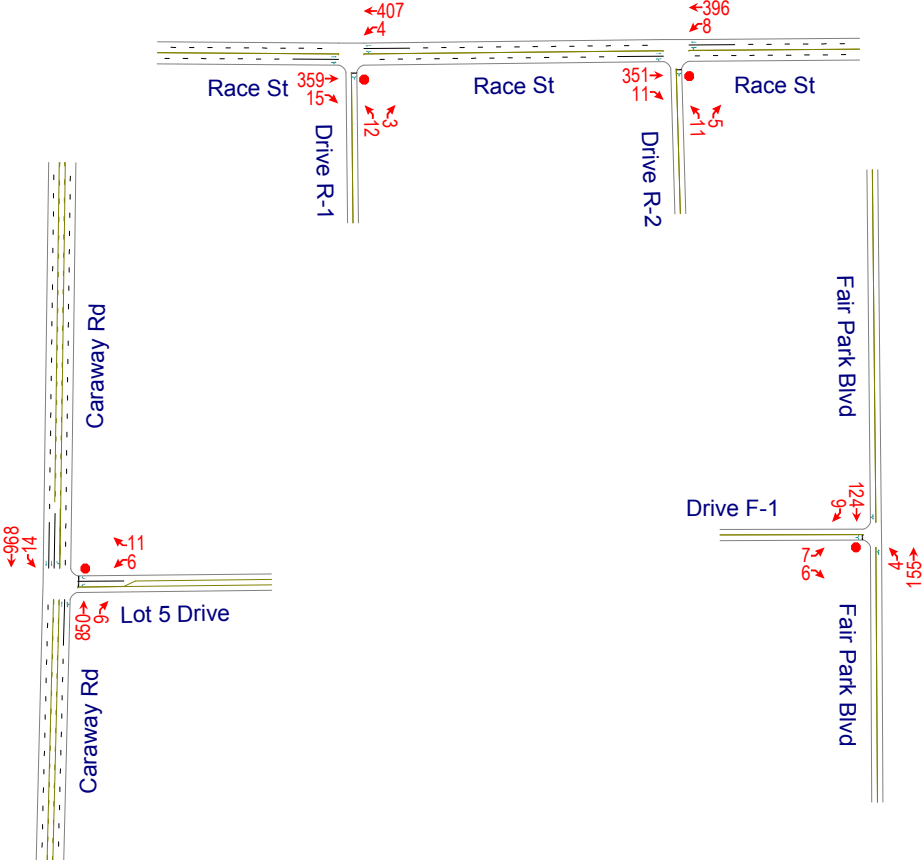 407
4
396
8
Race St
359
15
Race St
351
11
Race St
12
3
11
5
Drive R-1
Drive R-2
Caraway Rd
Fair Park Blvd
968
14
11
6
Drive F-1
9
124
7
6
4
155
850
9
Lot 5 Drive
Caraway Rd
Fair Park Blvd